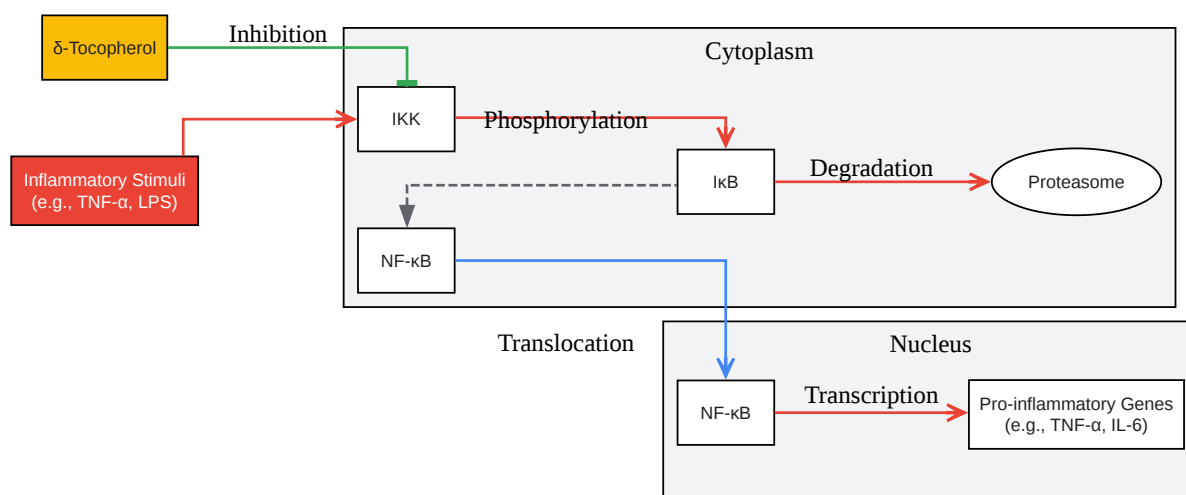 δ-Tocopherol
Inhibition
Cytoplasm
IKK
Phosphorylation
Inflammatory Stimuli
(e.g., TNF-α, LPS)
IκB
Degradation
Proteasome
NF-κB
Translocation
Nucleus
NF-κB
Transcription
Pro-inflammatory Genes
(e.g., TNF-α, IL-6)